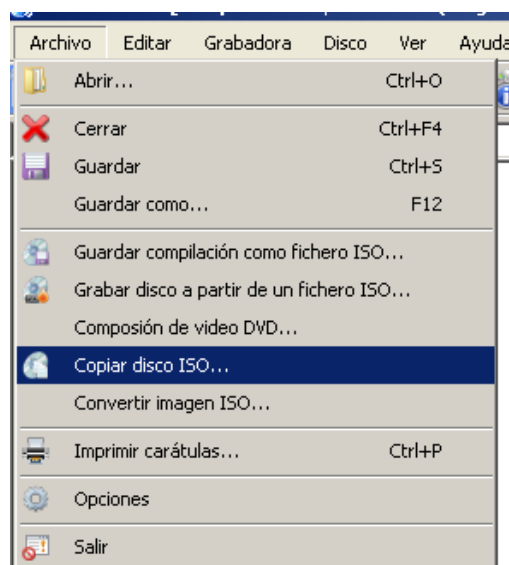 Archivo Editar Grabadora Disco Ver Ayuda
Abrir... Ctrl+O
Cerrar Ctrl+F4
Guardar Ctrl+S
Guardar como... F12
Guardar compilación como fichero ISO...
Grabar disco a partir de un fichero ISO...
Composión de video DVD...
Copiar disco ISO...
Convertir imagen ISO...
Imprimir carátulas... Ctrl+P
Opciones
Salir